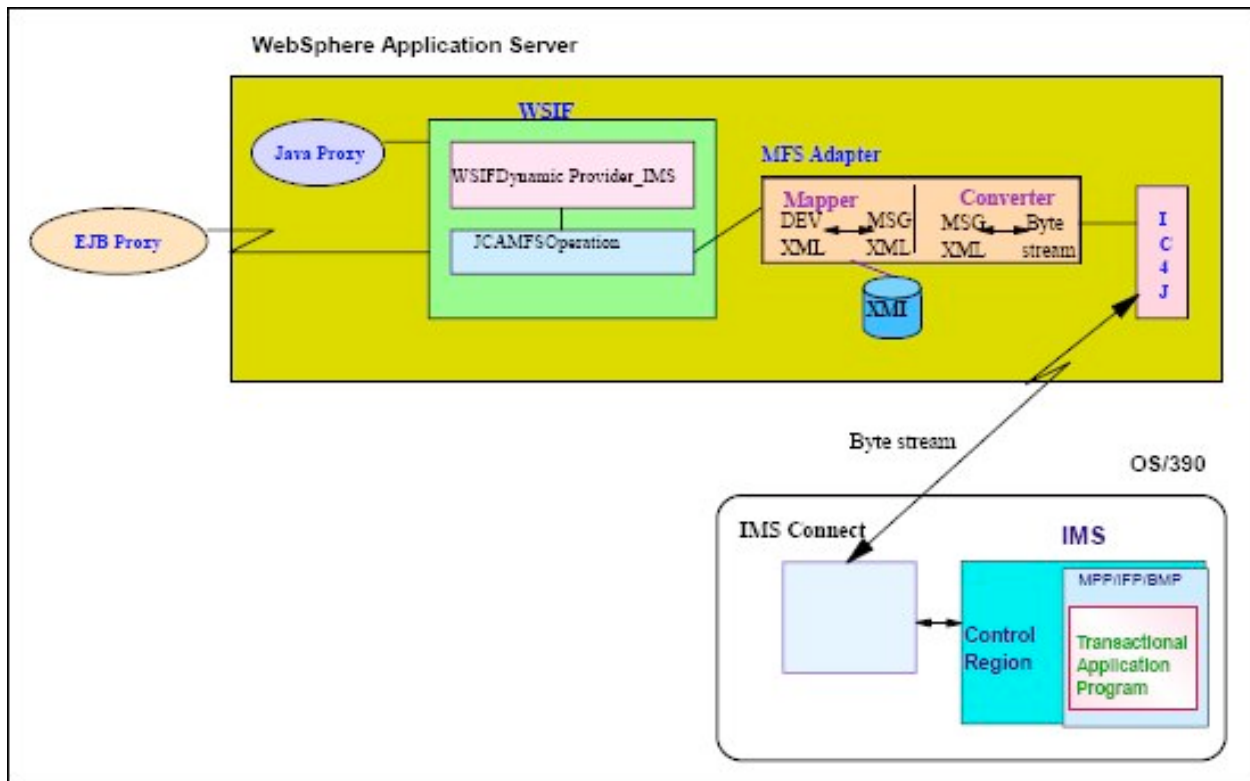 WebSphere Application Server
WSIF
Java Proxy
WSIFDynamic Provider_IMS
EJB Proxy
JCAMFSOperation
MFS Adapter
Mapper
DEV MSG
XML XML
Converter
MSG Byte
XML stream
XMI
I
C
4
J
Byte stream
OS/390
IMS Connect
IMS
MPP/IFP/BMP
Control
Region
Transactional
Application
Program